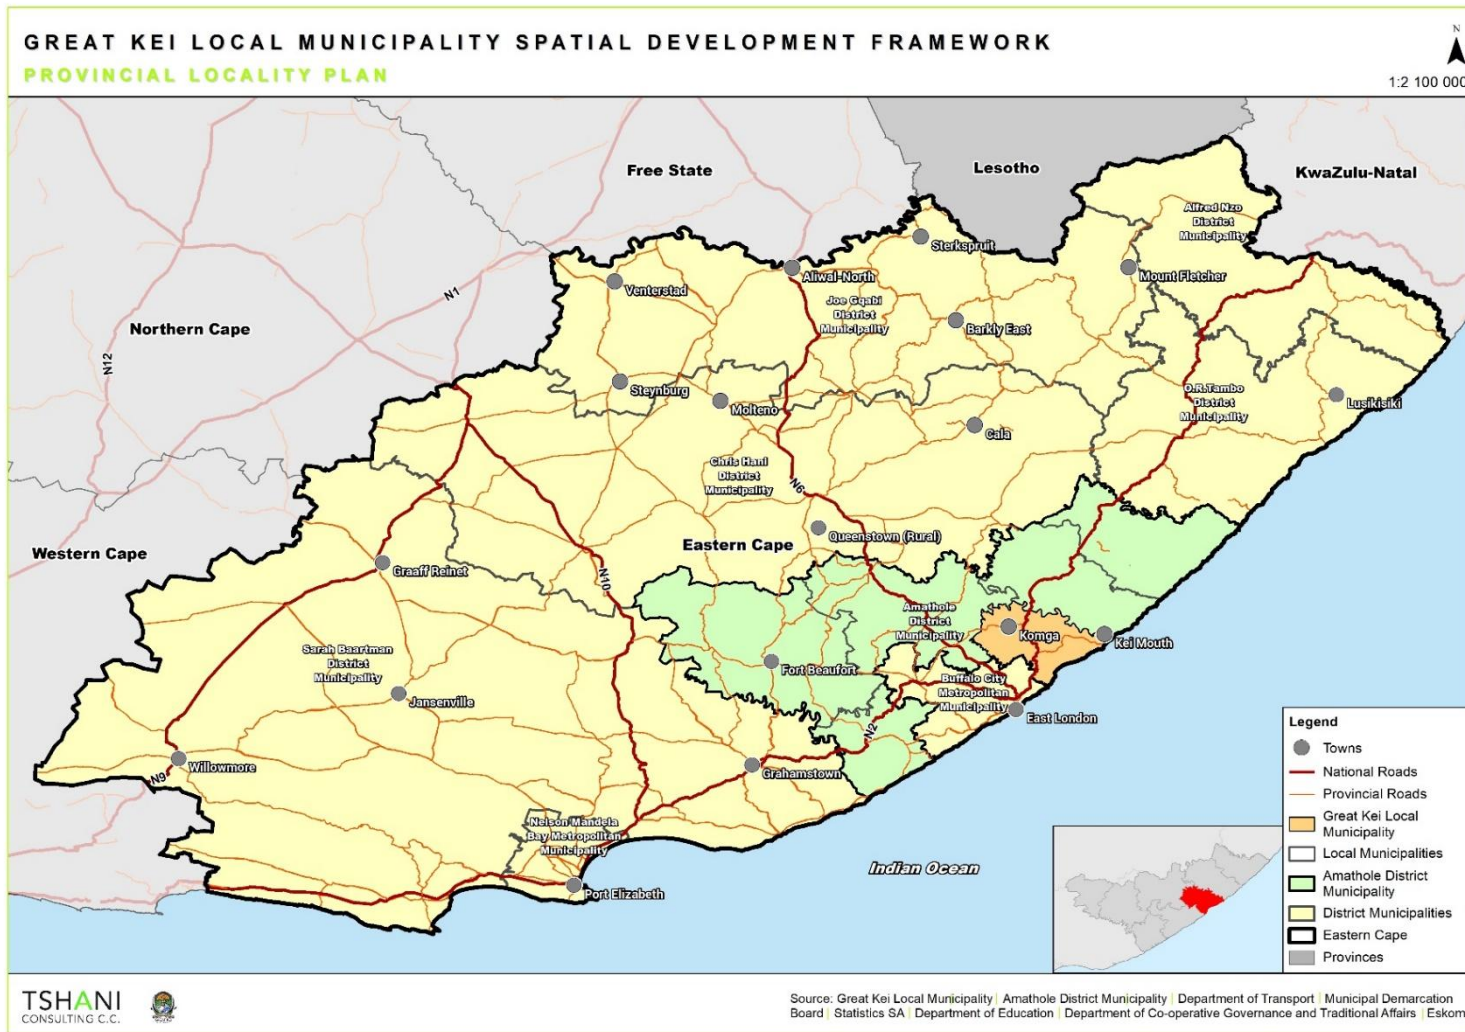 GREAT KEI LOCAL MUNICIPALITY SPATIAL DEVELOPMENT FRAMEWORK
PROVINCIAL LOCALITY PLAN
N
1:2 100 000
Free State
Lesotho
KwaZulu-Natal
Alfred Nzo
District
Municipality
Sterkspruit
Mount Fletcher
Aliwal-North
Venterstad
N1
Joe Gqabi
District
Municipality
Barkly East
Northern Cape
N12
Steynburg
Molteno
O.R.Tambo
District
Municipality
Lusikisiki
Cala
Chris Hani
District
Municipality
N6
Queenstown (Rural)
Eastern Cape
Western Cape
Graaff Reinet
N10
Amathole
District
Municipality
Komga
Kei Mouth
Sarah Baartman
District
Municipality
Fort Beaufort
Buffalo City
Metropolitan
Municipality
Jansenville
East London
N2
Willowmore
N9
Grahamstown
Nelson Mandela
Bay Metropolitan
Municipality
Port Elizabeth
Indian Ocean
Legend
Towns
National Roads
Provincial Roads
Great Kei Local
Municipality
Local Municipalities
Amathole District
Municipality
District Municipalities
Eastern Cape
Provinces
TSHANI
CONSULTING C.C.
Source: Great Kei Local Municipality | Amathole District Municipality | Department of Transport | Municipal Demarcation
Board | Statistics SA | Department of Education | Department of Co-operative Governance and Traditional Affairs | Eskom